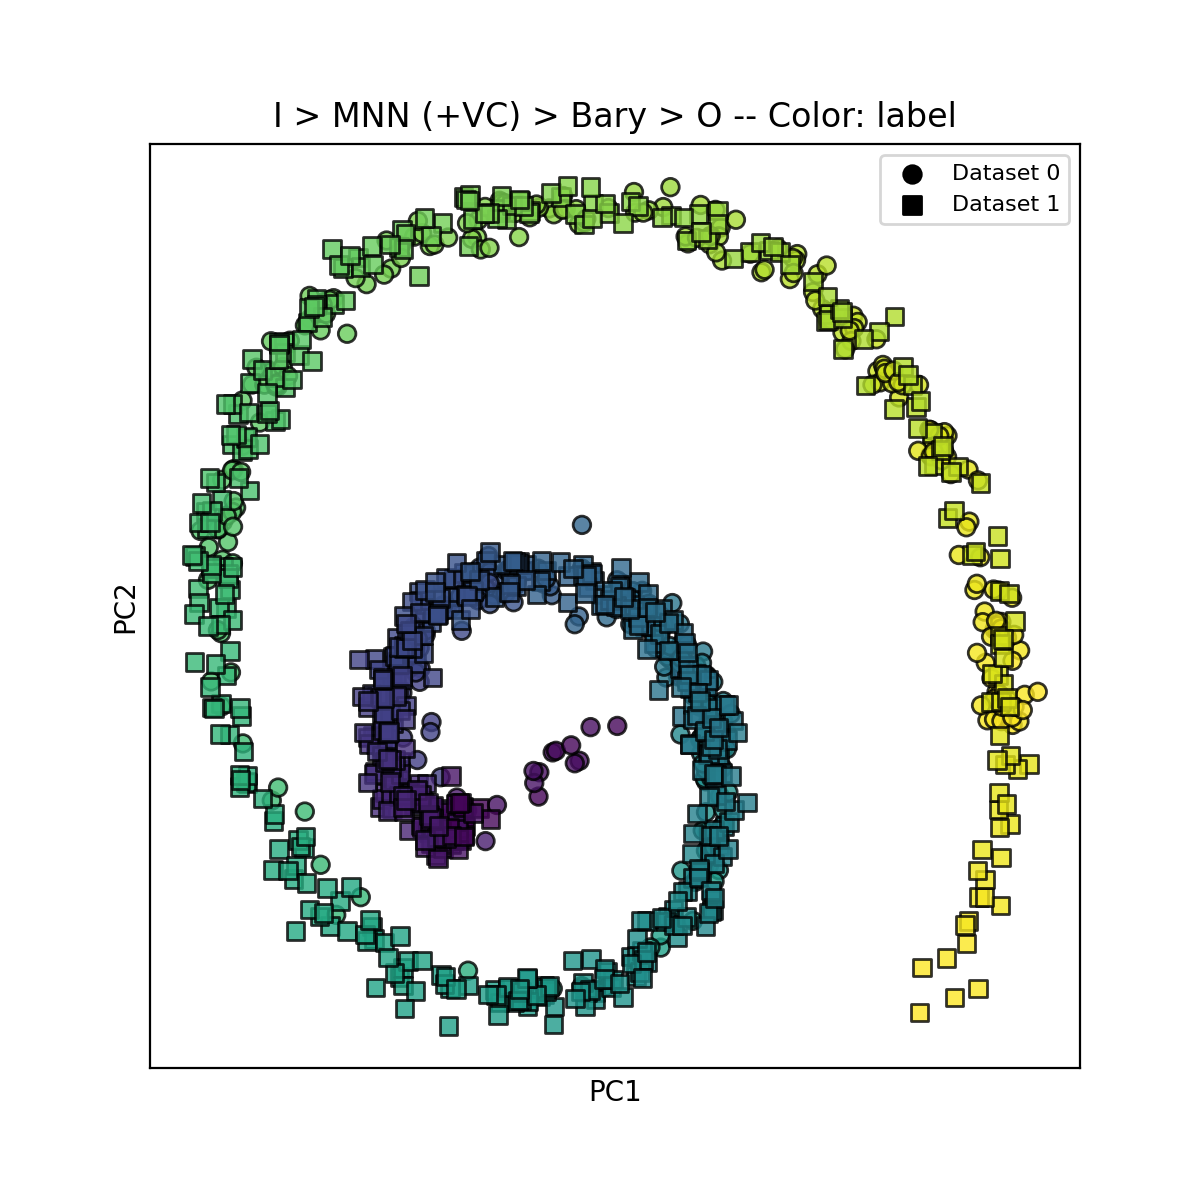 I > MNN (+VC) > Bary > O -- Color: label
Dataset 0
Dataset 1
PC2
PC1